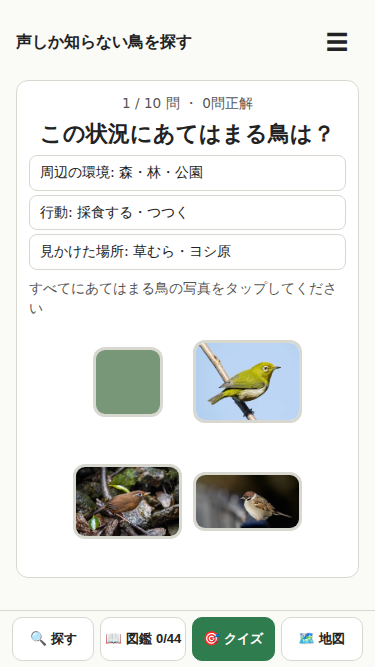 声しか知らない鳥を探す
1 / 10 問 ・ 0問正解
この状況にあてはまる鳥は？
周辺の環境: 森・林・公園
行動: 採食する・つつく
見かけた場所: 草むら・ヨシ原
すべてにあてはまる鳥の写真をタップしてくださ
い
探す
図鑑 0/44
クイズ
地図